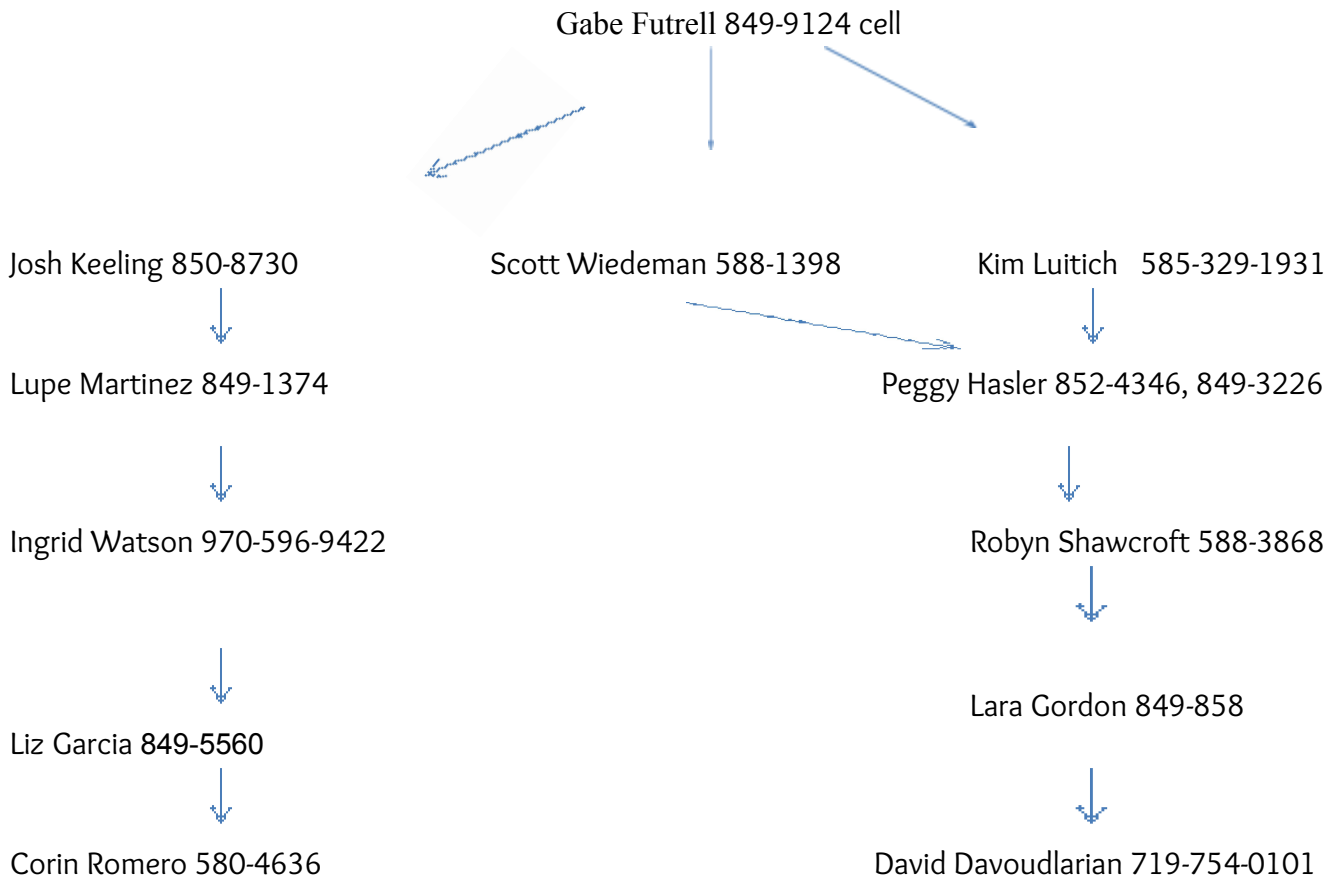 Gabe Futrell 849-9124 cell
Josh Keeling 850-8730
Scott Wiedeman 588-1398
Kim Luitich 585-329-1931
Lupe Martinez 849-1374
Peggy Hasler 852-4346, 849-3226
Ingrid Watson 970-596-9422
Robyn Shawcroft 588-3868
Lara Gordon 849-858
Liz Garcia 849-5560
Corin Romero 580-4636
David Davoudlarian 719-754-0101